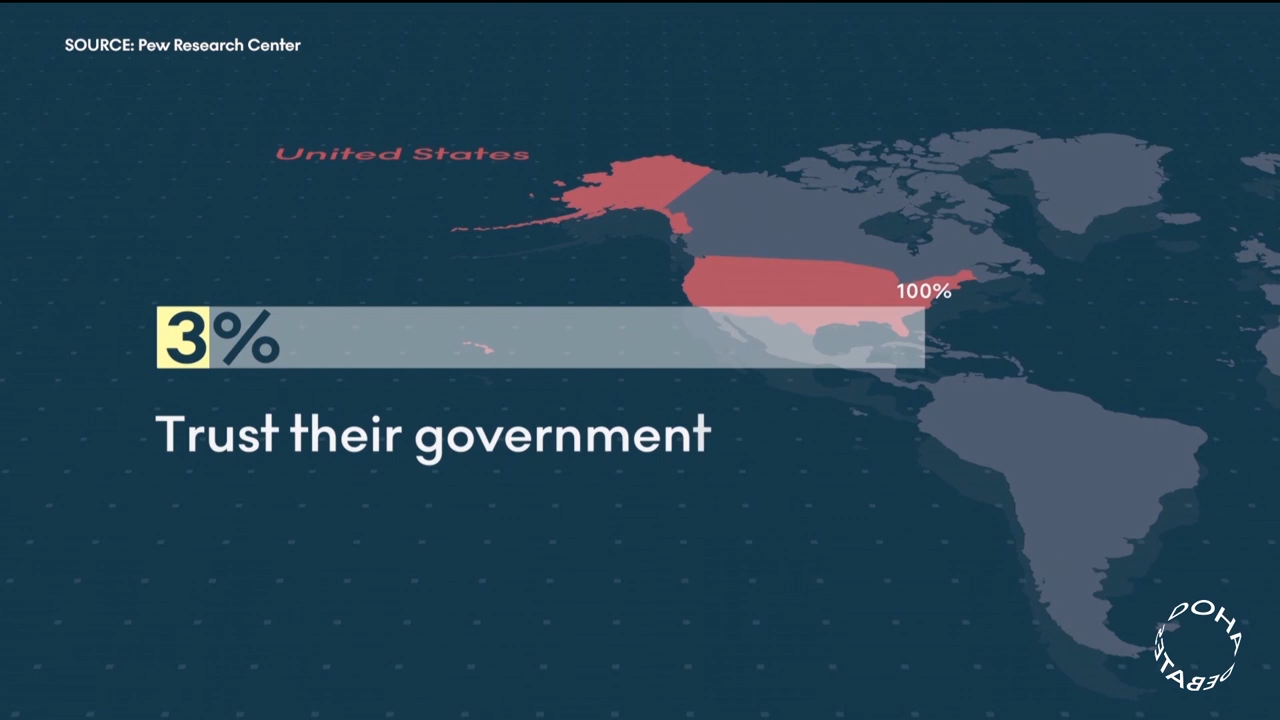 SOURCE: Pew Research Center
United States
100%
3%
Trust their government
DOHA DEBATES